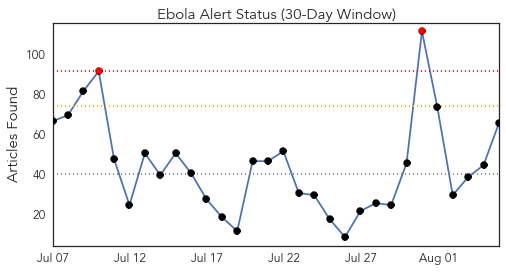 Ebola Alert Status (30-Day Window)
Articles Found
100
80
60
40
20
Jul 07 Jul 12 Jul 17 Jul 22 Jul 27 Aug 01